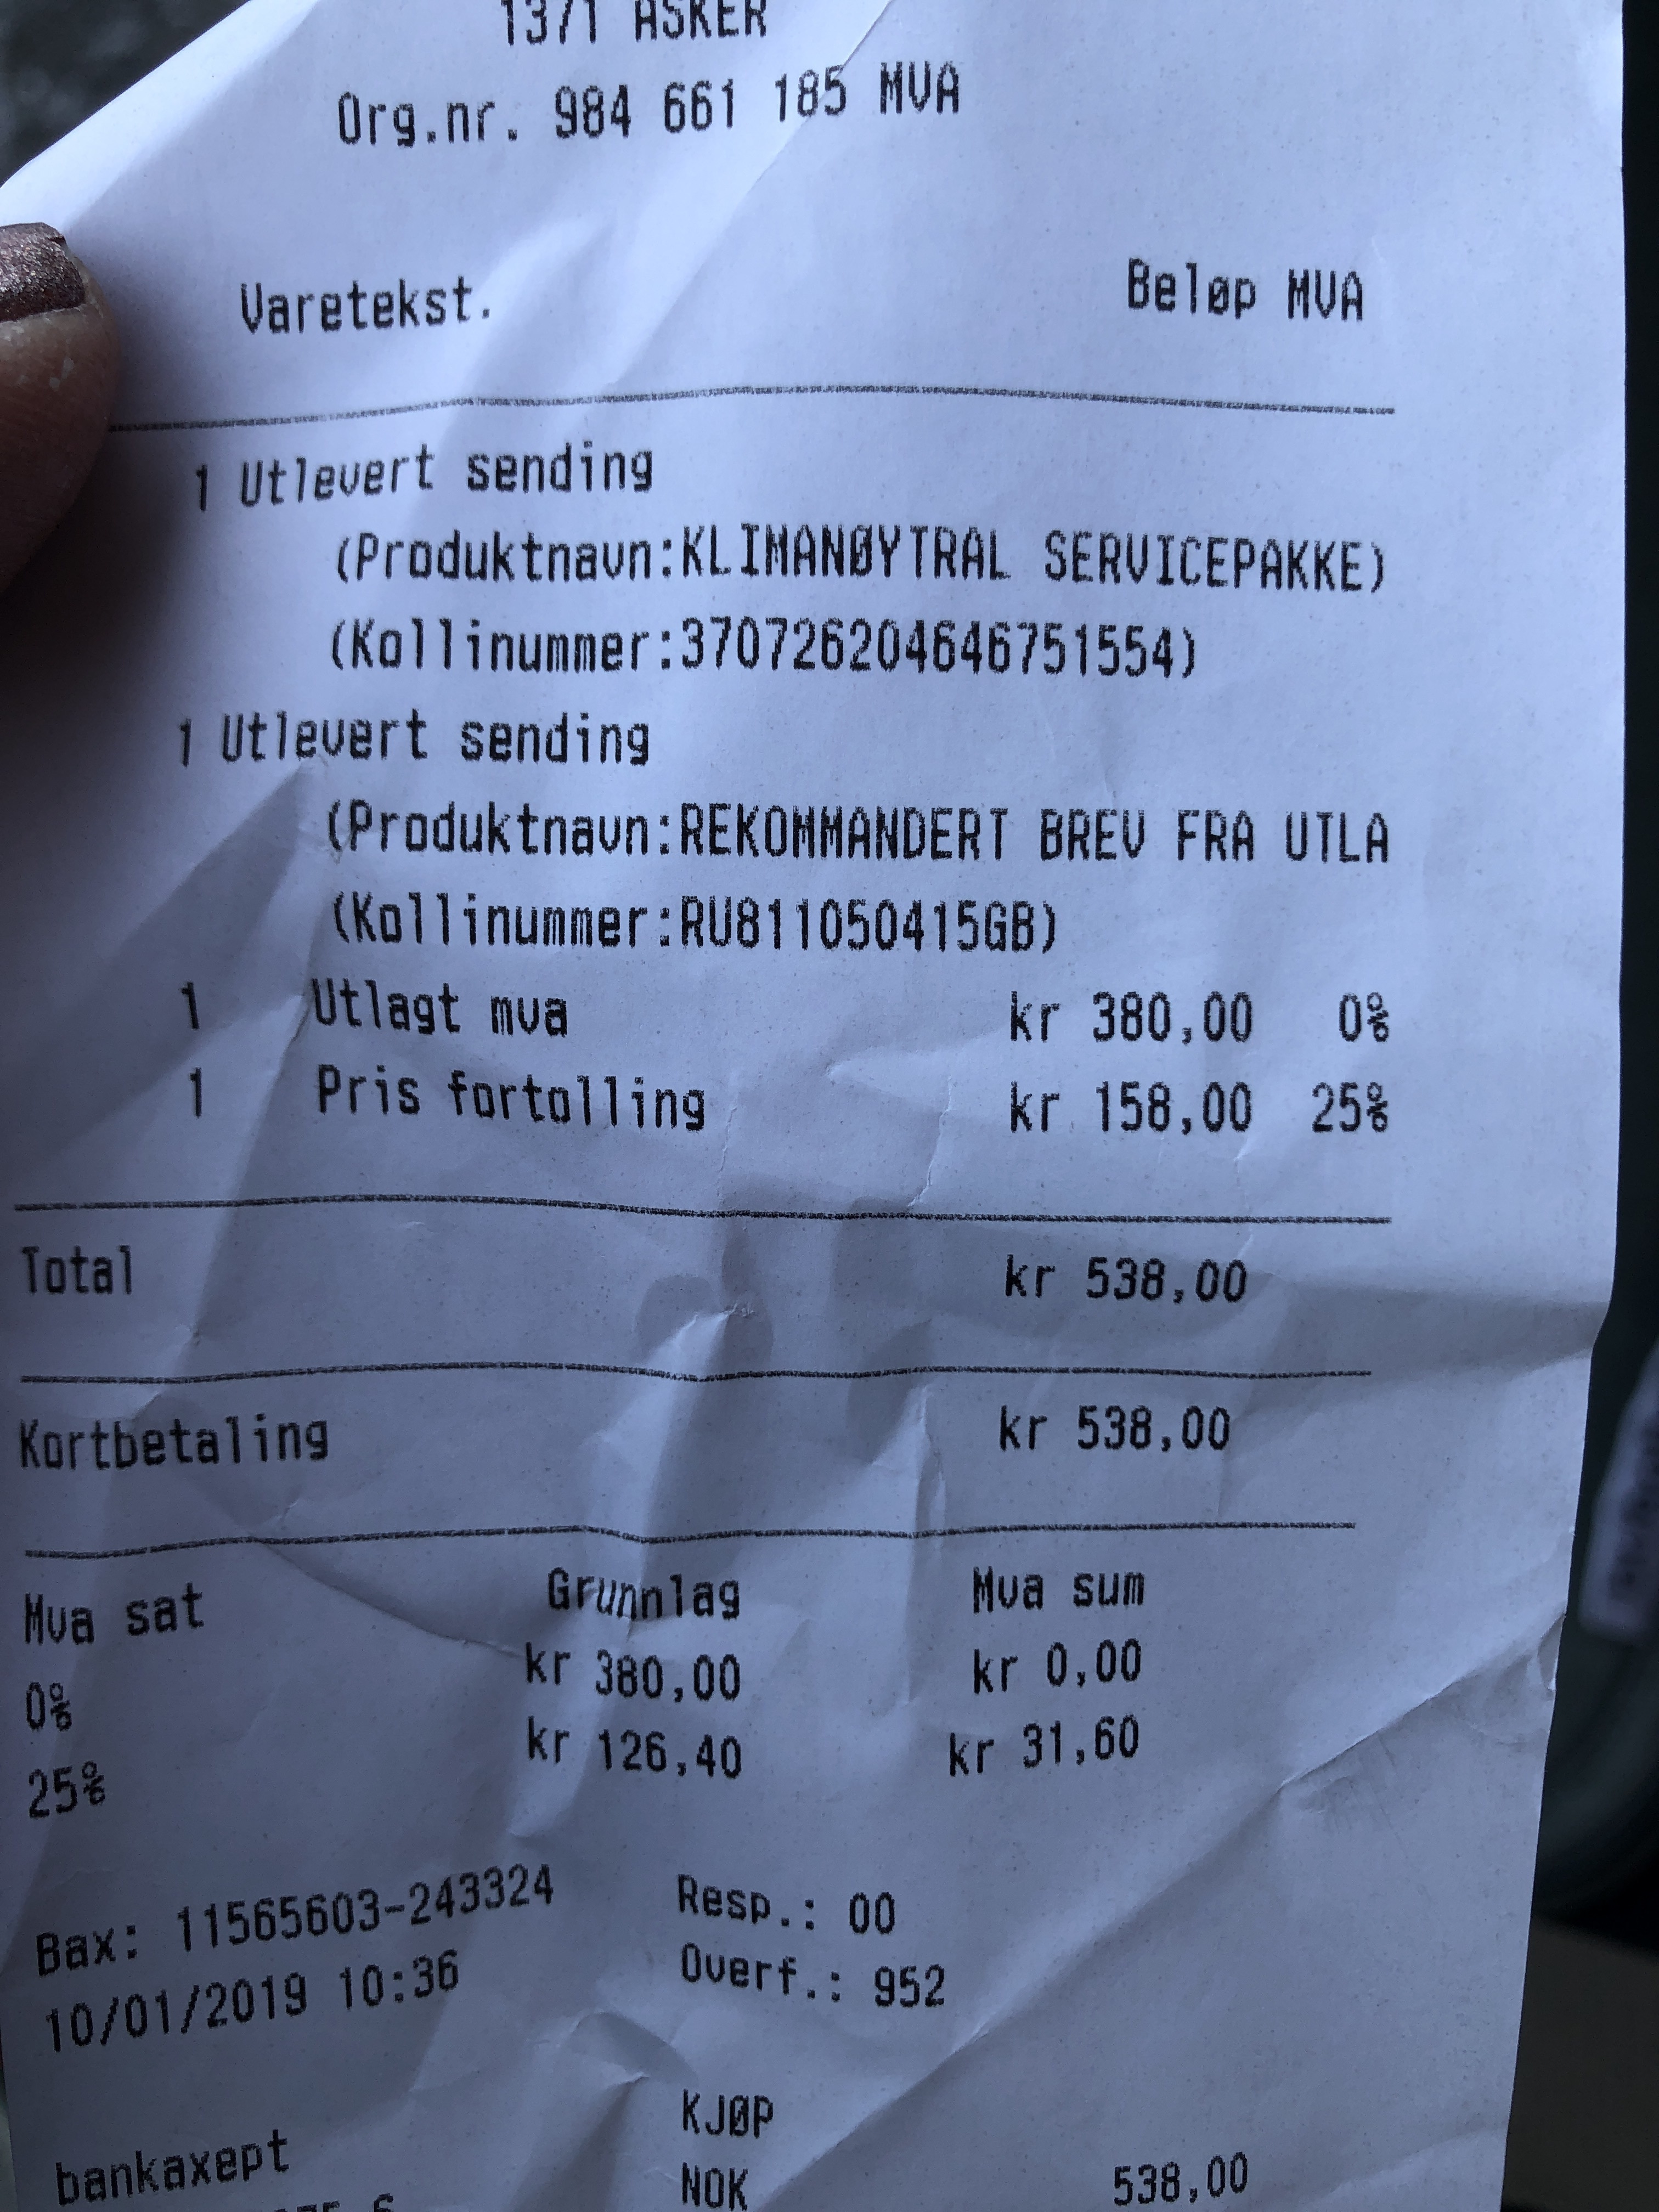 1371 ASKER
Org.nr. 984 661 185 MVA
Varetekst. Beløp MVA
1 Utlevert sending
(Produktnavn:KLIMANØYTRAL SERVICEPAKKE)
(Kollinummer:370726204646751554)
1 Utlevert sending
(Produktnavn:REKOMMANDERT BREV FRA UTLA
(Kollinummer:RU811050415GB)
1 Utlagt mva kr 380,00 0%
1 Pris fortolling kr 158,00 25%
Total kr 538,00
Kortbetaling kr 538,00
Mva sat Grunnlag Mva sum
0% kr 380,00 kr 0,00
25% kr 126,40 kr 31,60
Bax: 11565603-243324 Resp.: 00
10/01/2019 10:36 Overf.: 952
KJØP
bankaxept NOK 538,00